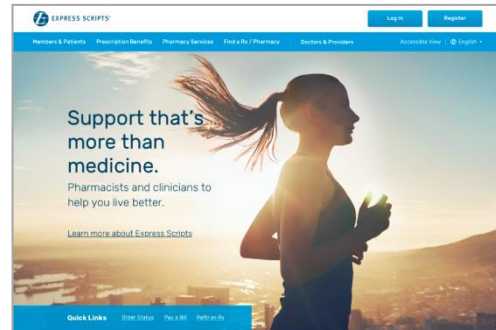 EXPRESS SCRIPTS®
Log In
Register
Members & Patients
Prescription Benefits
Pharmacy Services
Find a Rx / Pharmacy
Doctors & Providers
Accessible View | English
Support that's
more than
medicine.
Pharmacists and clinicians to
help you live better.
Learn more about Express Scripts
Quick Links
Order Status
Pay a Bill
Refill an Rx